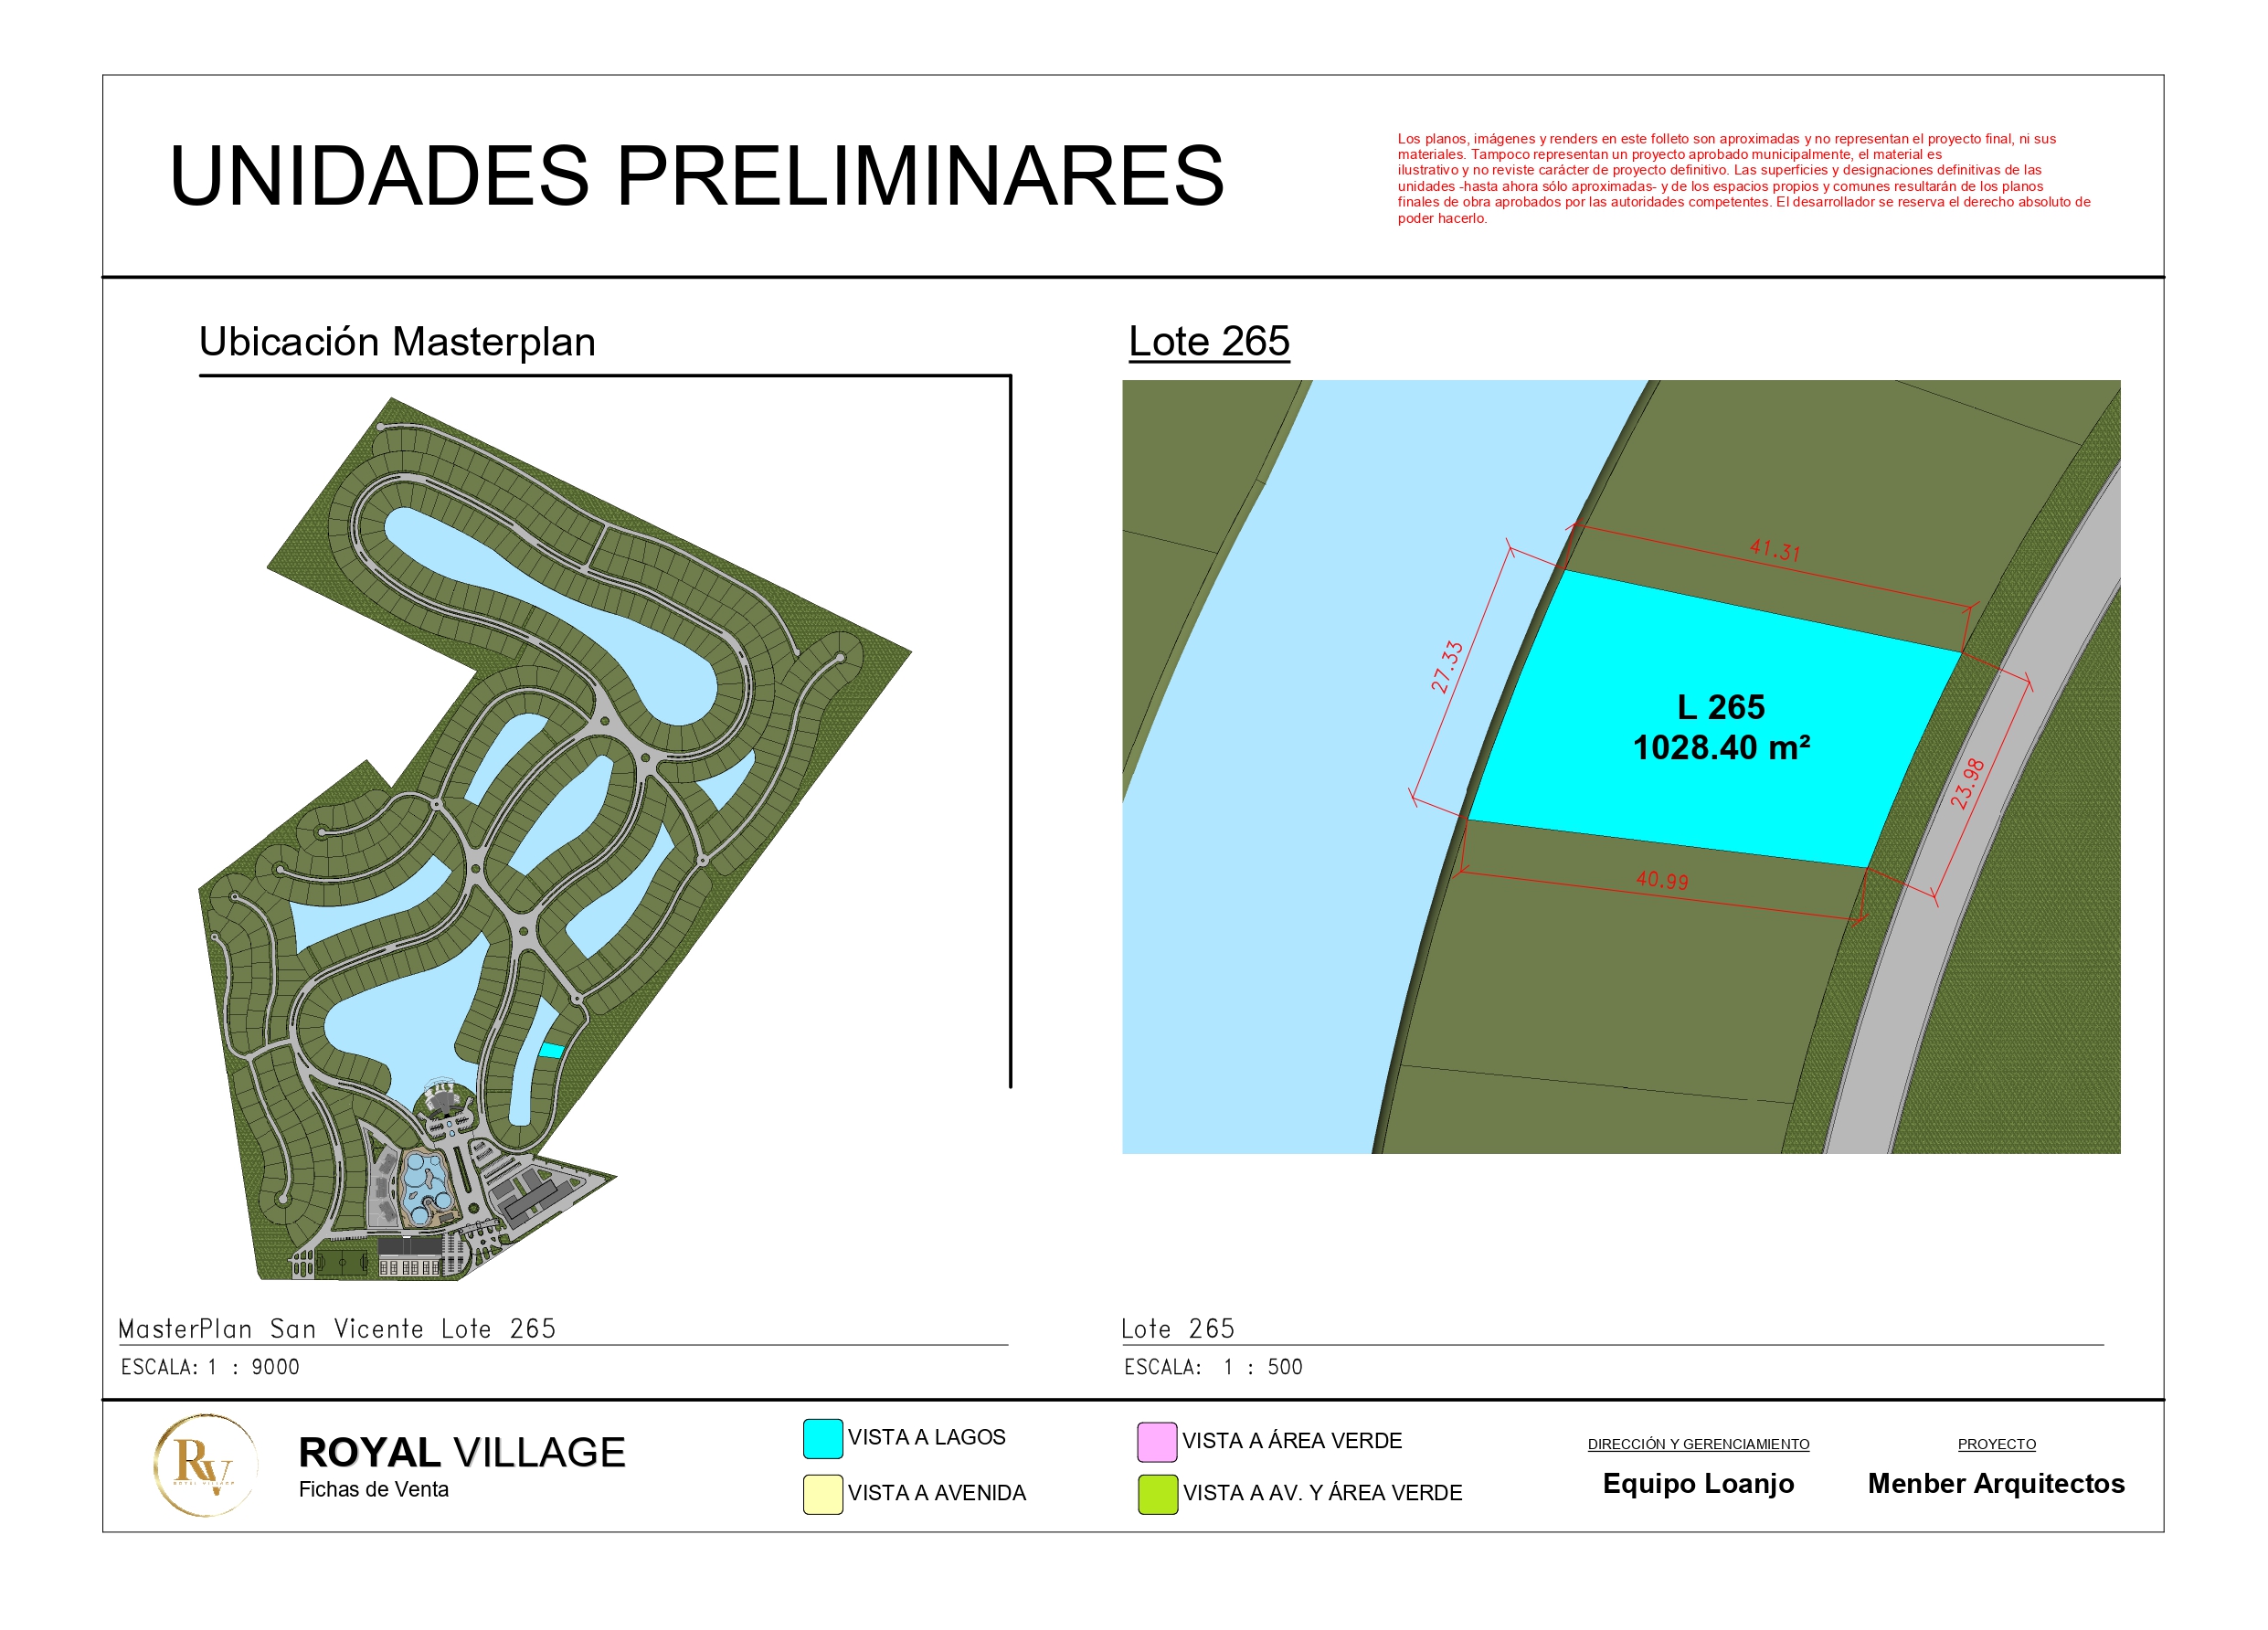 UNIDADES PRELIMINARES
Los planos, imágenes y renders en este folleto son aproximadas y no representan el proyecto final, ni sus
materiales. Tampoco representan un proyecto aprobado municipalmente, el material es
ilustrativo y no reviste carácter de proyecto definitivo. Las superficies y designaciones definitivas de las
unidades -hasta ahora sólo aproximadas- y de los espacios propios y comunes resultarán de los planos
finales de obra aprobados por las autoridades competentes. El desarrollador se reserva el derecho absoluto de
poder hacerlo.
Ubicación Masterplan
Lote 265
41.31
27.33
L 265
1028.40 m²
23.98
40.99
MasterPlan San Vicente Lote 265
ESCALA: 1 : 9000
Lote 265
ESCALA: 1 : 500
RV
ROYAL VILLAGE
ROYAL VILLAGE
Fichas de Venta
VISTA A LAGOS
VISTA A AVENIDA
VISTA A ÁREA VERDE
VISTA A AV. Y ÁREA VERDE
DIRECCIÓN Y GERENCIAMIENTO
Equipo Loanjo
PROYECTO
Menber Arquitectos